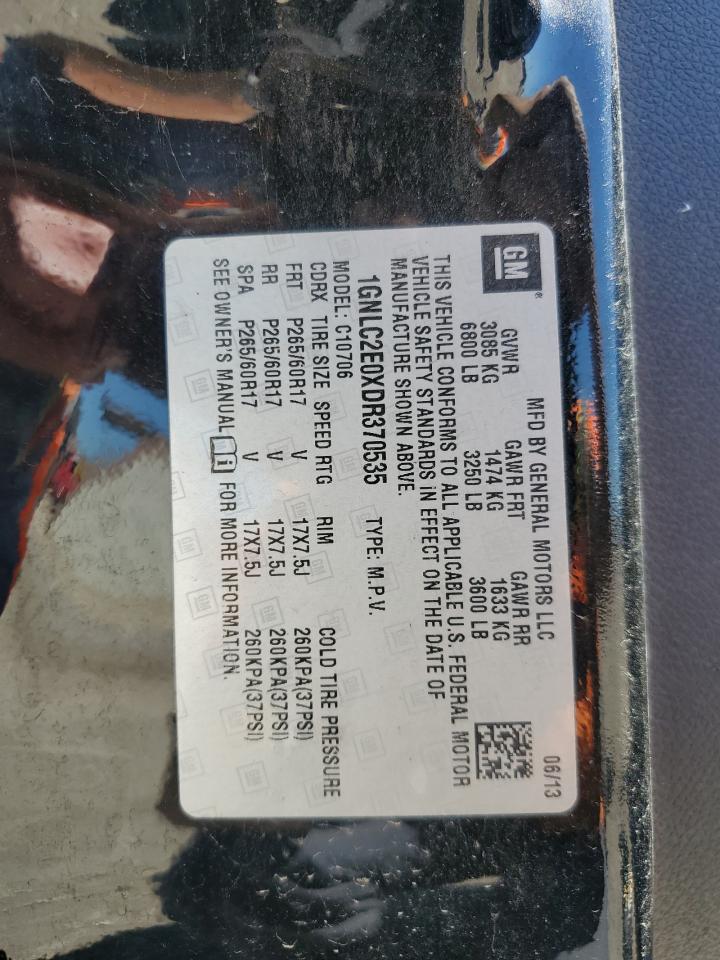 GM®
MFD BY GENERAL MOTORS LLC 06/13
GVWR GAWR FRT GAWR RR
3085 KG 1474 KG 1633 KG
6800 LB 3250 LB 3600 LB
THIS VEHICLE CONFORMS TO ALL APPLICABLE U.S. FEDERAL MOTOR
VEHICLE SAFETY STANDARDS IN EFFECT ON THE DATE OF
MANUFACTURE SHOWN ABOVE.
1GNLC2E0XDR370535 TYPE: M.P.V.
MODEL: C10706
CDRX TIRE SIZE SPEED RTG RIM COLD TIRE PRESSURE
FRT P265/60R17 V 17X7.5J 260KPA(37PSI)
RR P265/60R17 V 17X7.5J 260KPA(37PSI)
SPA P265/60R17 V 17X7.5J 260KPA(37PSI)
SEE OWNER'S MANUAL FOR MORE INFORMATION.